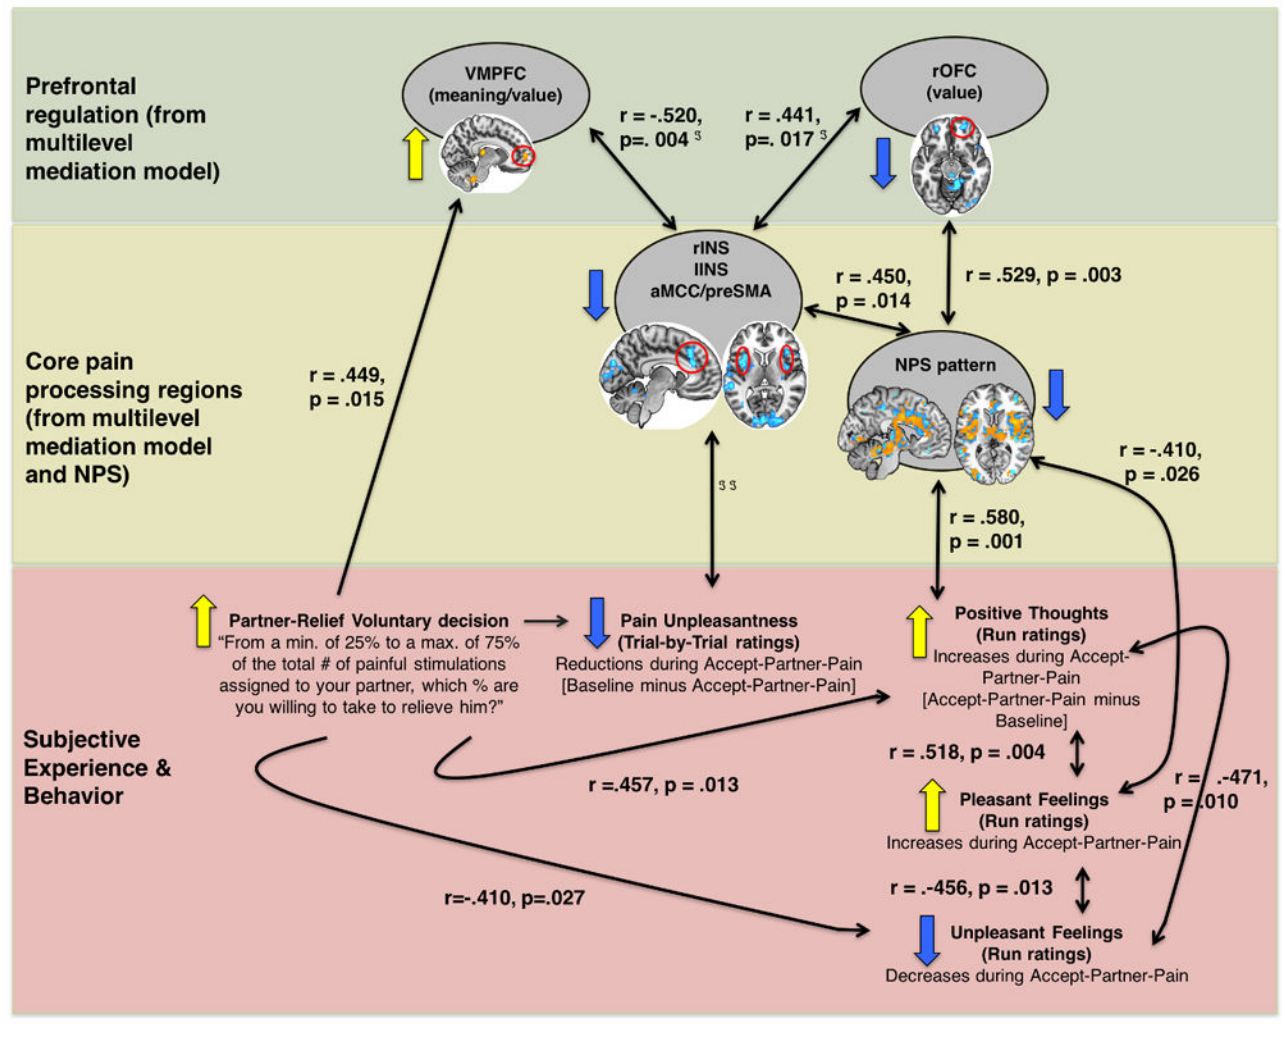 Prefrontal
regulation (from
multilevel
mediation model)
VMPFC
(meaning/value)
r = -.520,
p=. 004 ૬
r = .441,
p=. 017 ૬
rOFC
(value)
Core pain
processing regions
(from multilevel
mediation model
and NPS)
r = .449,
p = .015
rINS
lINS
aMCC/preSMA
r = .450,
p = .014
r = .529, p = .003
NPS pattern
r = -.410,
p = .026
૬૬
r = .580,
p = .001
Subjective
Experience &
Behavior
Partner-Relief Voluntary decision
“From a min. of 25% to a max. of 75%
of the total # of painful stimulations
assigned to your partner, which % are
you willing to take to relieve him?”
Pain Unpleasantness
(Trial-by-Trial ratings)
Reductions during Accept-Partner-Pain
[Baseline minus Accept-Partner-Pain]
Positive Thoughts
(Run ratings)
Increases during Accept-
Partner-Pain
[Accept-Partner-Pain minus
Baseline]
r = .518, p = .004
r =.457, p = .013
r = .-471,
p = .010
Pleasant Feelings
(Run ratings)
Increases during Accept-Partner-Pain
r = .-456, p = .013
r=-.410, p=.027
Unpleasant Feelings
(Run ratings)
Decreases during Accept-Partner-Pain